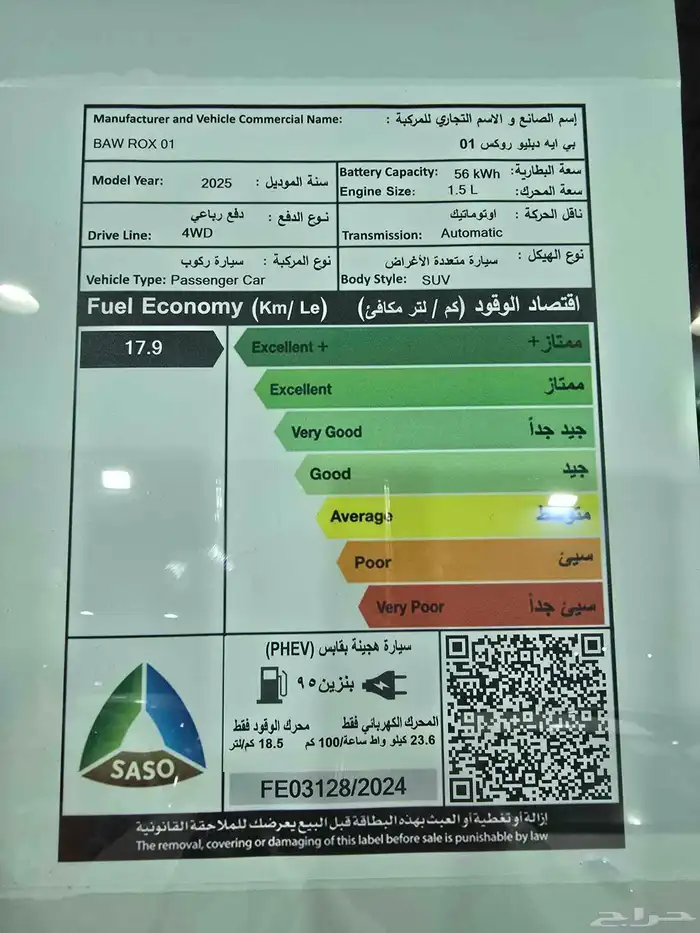 Manufacturer and Vehicle Commercial Name: إسم الصانع و الاسم التجاري للمركبة :
BAW ROX 01 بي ايه دبليو روكس 01
Model Year: 2025 سنة الموديل :
Battery Capacity: 56 kWh سعة البطارية:
Engine Size: 1.5 L سعة المحرك:
نوع الدفع : دفع رباعي
Drive Line: 4WD
ناقل الحركة : اوتوماتيك
Transmission: Automatic
نوع المركبة : سيارة ركوب
Vehicle Type: Passenger Car
نوع الهيكل : سيارة متعددة الأغراض
Body Style: SUV
Fuel Economy (Km/ Le) اقتصاد الوقود (كم / لتر مكافئ)
17.9
Excellent + ممتاز+
Excellent ممتاز
Very Good جيد جداً
Good جيد
Average متوسط
Poor سيئ
Very Poor سيئ جداً
سيارة هجينة بقابس (PHEV)
بنزين ٩٥
المحرك الكهربائي فقط
23.6 كيلو واط ساعة/100 كم
محرك الوقود فقط
18.5 كم/لتر
SASO
FE03128/2024
إزالة أو تغطية أو العبث بهذه البطاقة قبل البيع يعرضك للملاحقة القانونية
The removal, covering or damaging of this label before sale is punishable by law
حراج